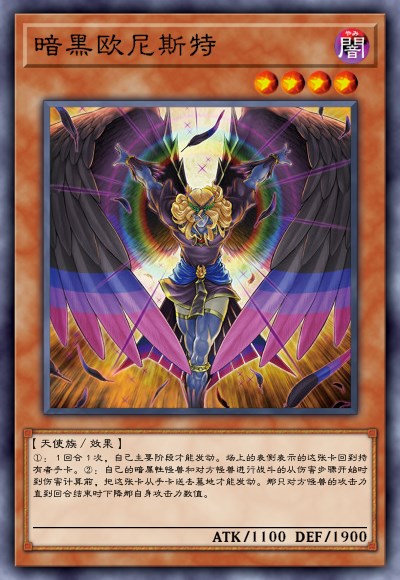 暗黑欧尼斯特
やみ
闇
【天使族／效果】
①：1回合1次，自己主要阶段才能发动。场上的表侧表示的这张卡回到持
有者手卡。②：自己的暗属性怪兽和对方怪兽进行战斗的从伤害步骤开始时
到伤害计算前，把这张卡从手卡送去墓地才能发动。那只对方怪兽的攻击力
直到回合结束时下降那自身攻击力数值。
ATK/1100 DEF/1900